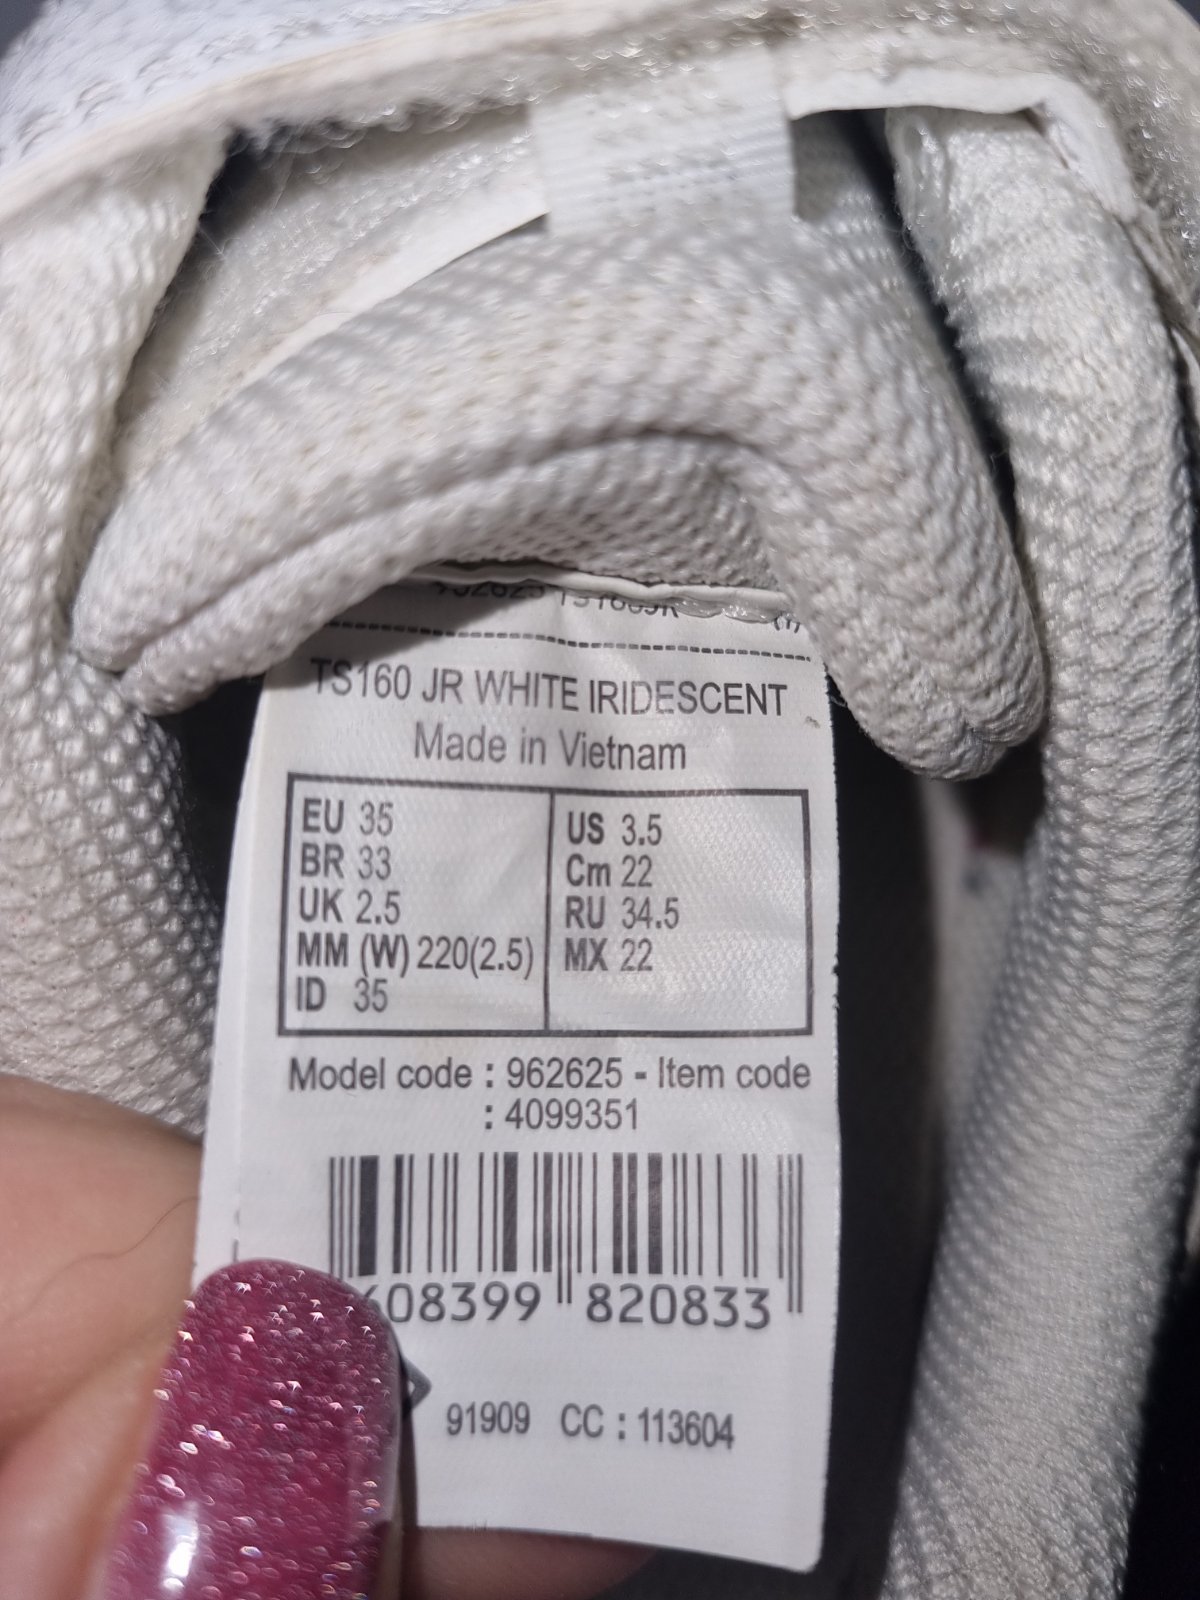 TS160 JR WHITE IRIDESCENT
Made in Vietnam
EU 35
BR 33
UK 2.5
MM (W) 220(2.5)
ID 35
US 3.5
Cm 22
RU 34.5
MX 22
Model code : 962625 - Item code
: 4099351
608399 820833
91909 CC : 113604